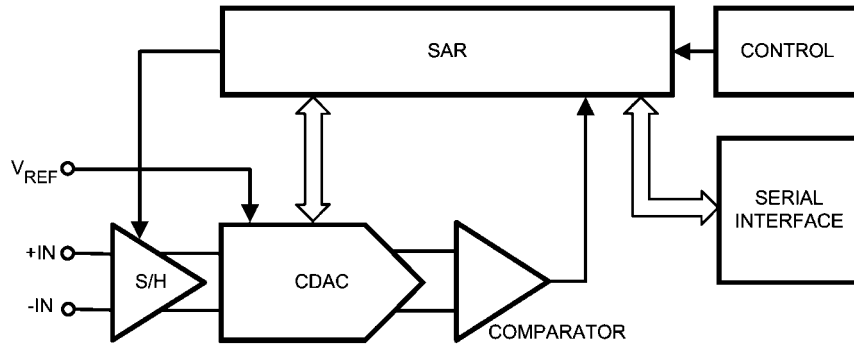 SAR
CONTROL
VREF
SERIAL
INTERFACE
+IN
S/H
CDAC
-IN
COMPARATOR